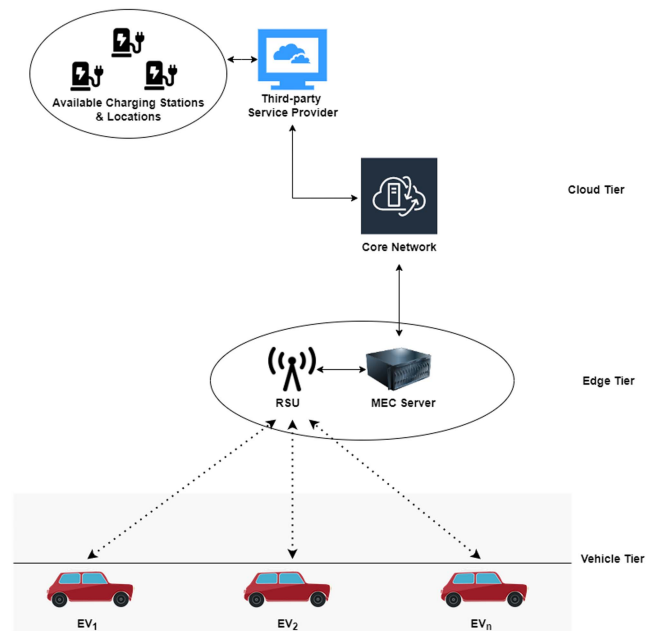 Available Charging Stations
& Locations
Third-party
Service Provider
Cloud Tier
Core Network
Edge Tier
RSU
MEC Server
Vehicle Tier
EV1
EV2
EVn